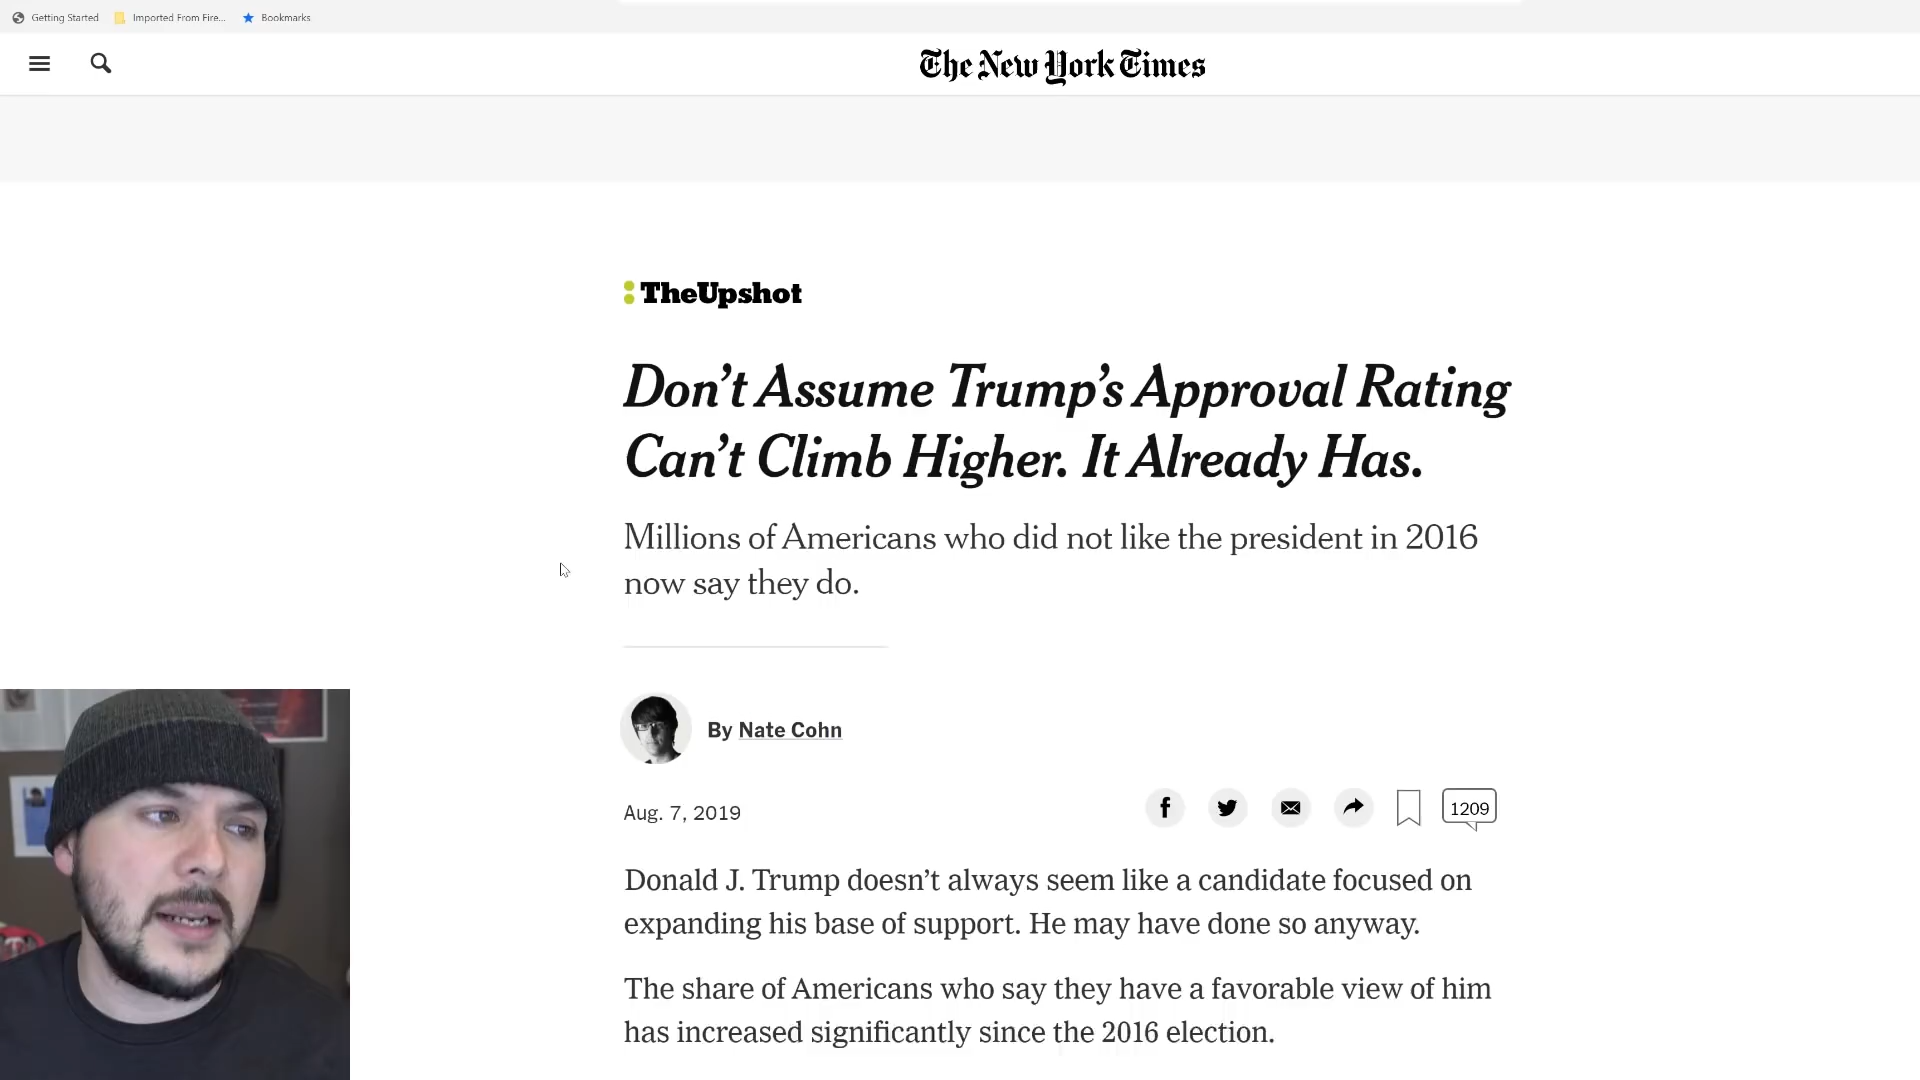 Getting Started
Imported From Fire...
Bookmarks
The New York Times
TheUpshot
Don't Assume Trump's Approval Rating
Can't Climb Higher. It Already Has.
Millions of Americans who did not like the president in 2016
now say they do.
By Nate Cohn
Aug. 7, 2019
1209
Donald J. Trump doesn't always seem like a candidate focused on
expanding his base of support. He may have done so anyway.
The share of Americans who say they have a favorable view of him
has increased significantly since the 2016 election.